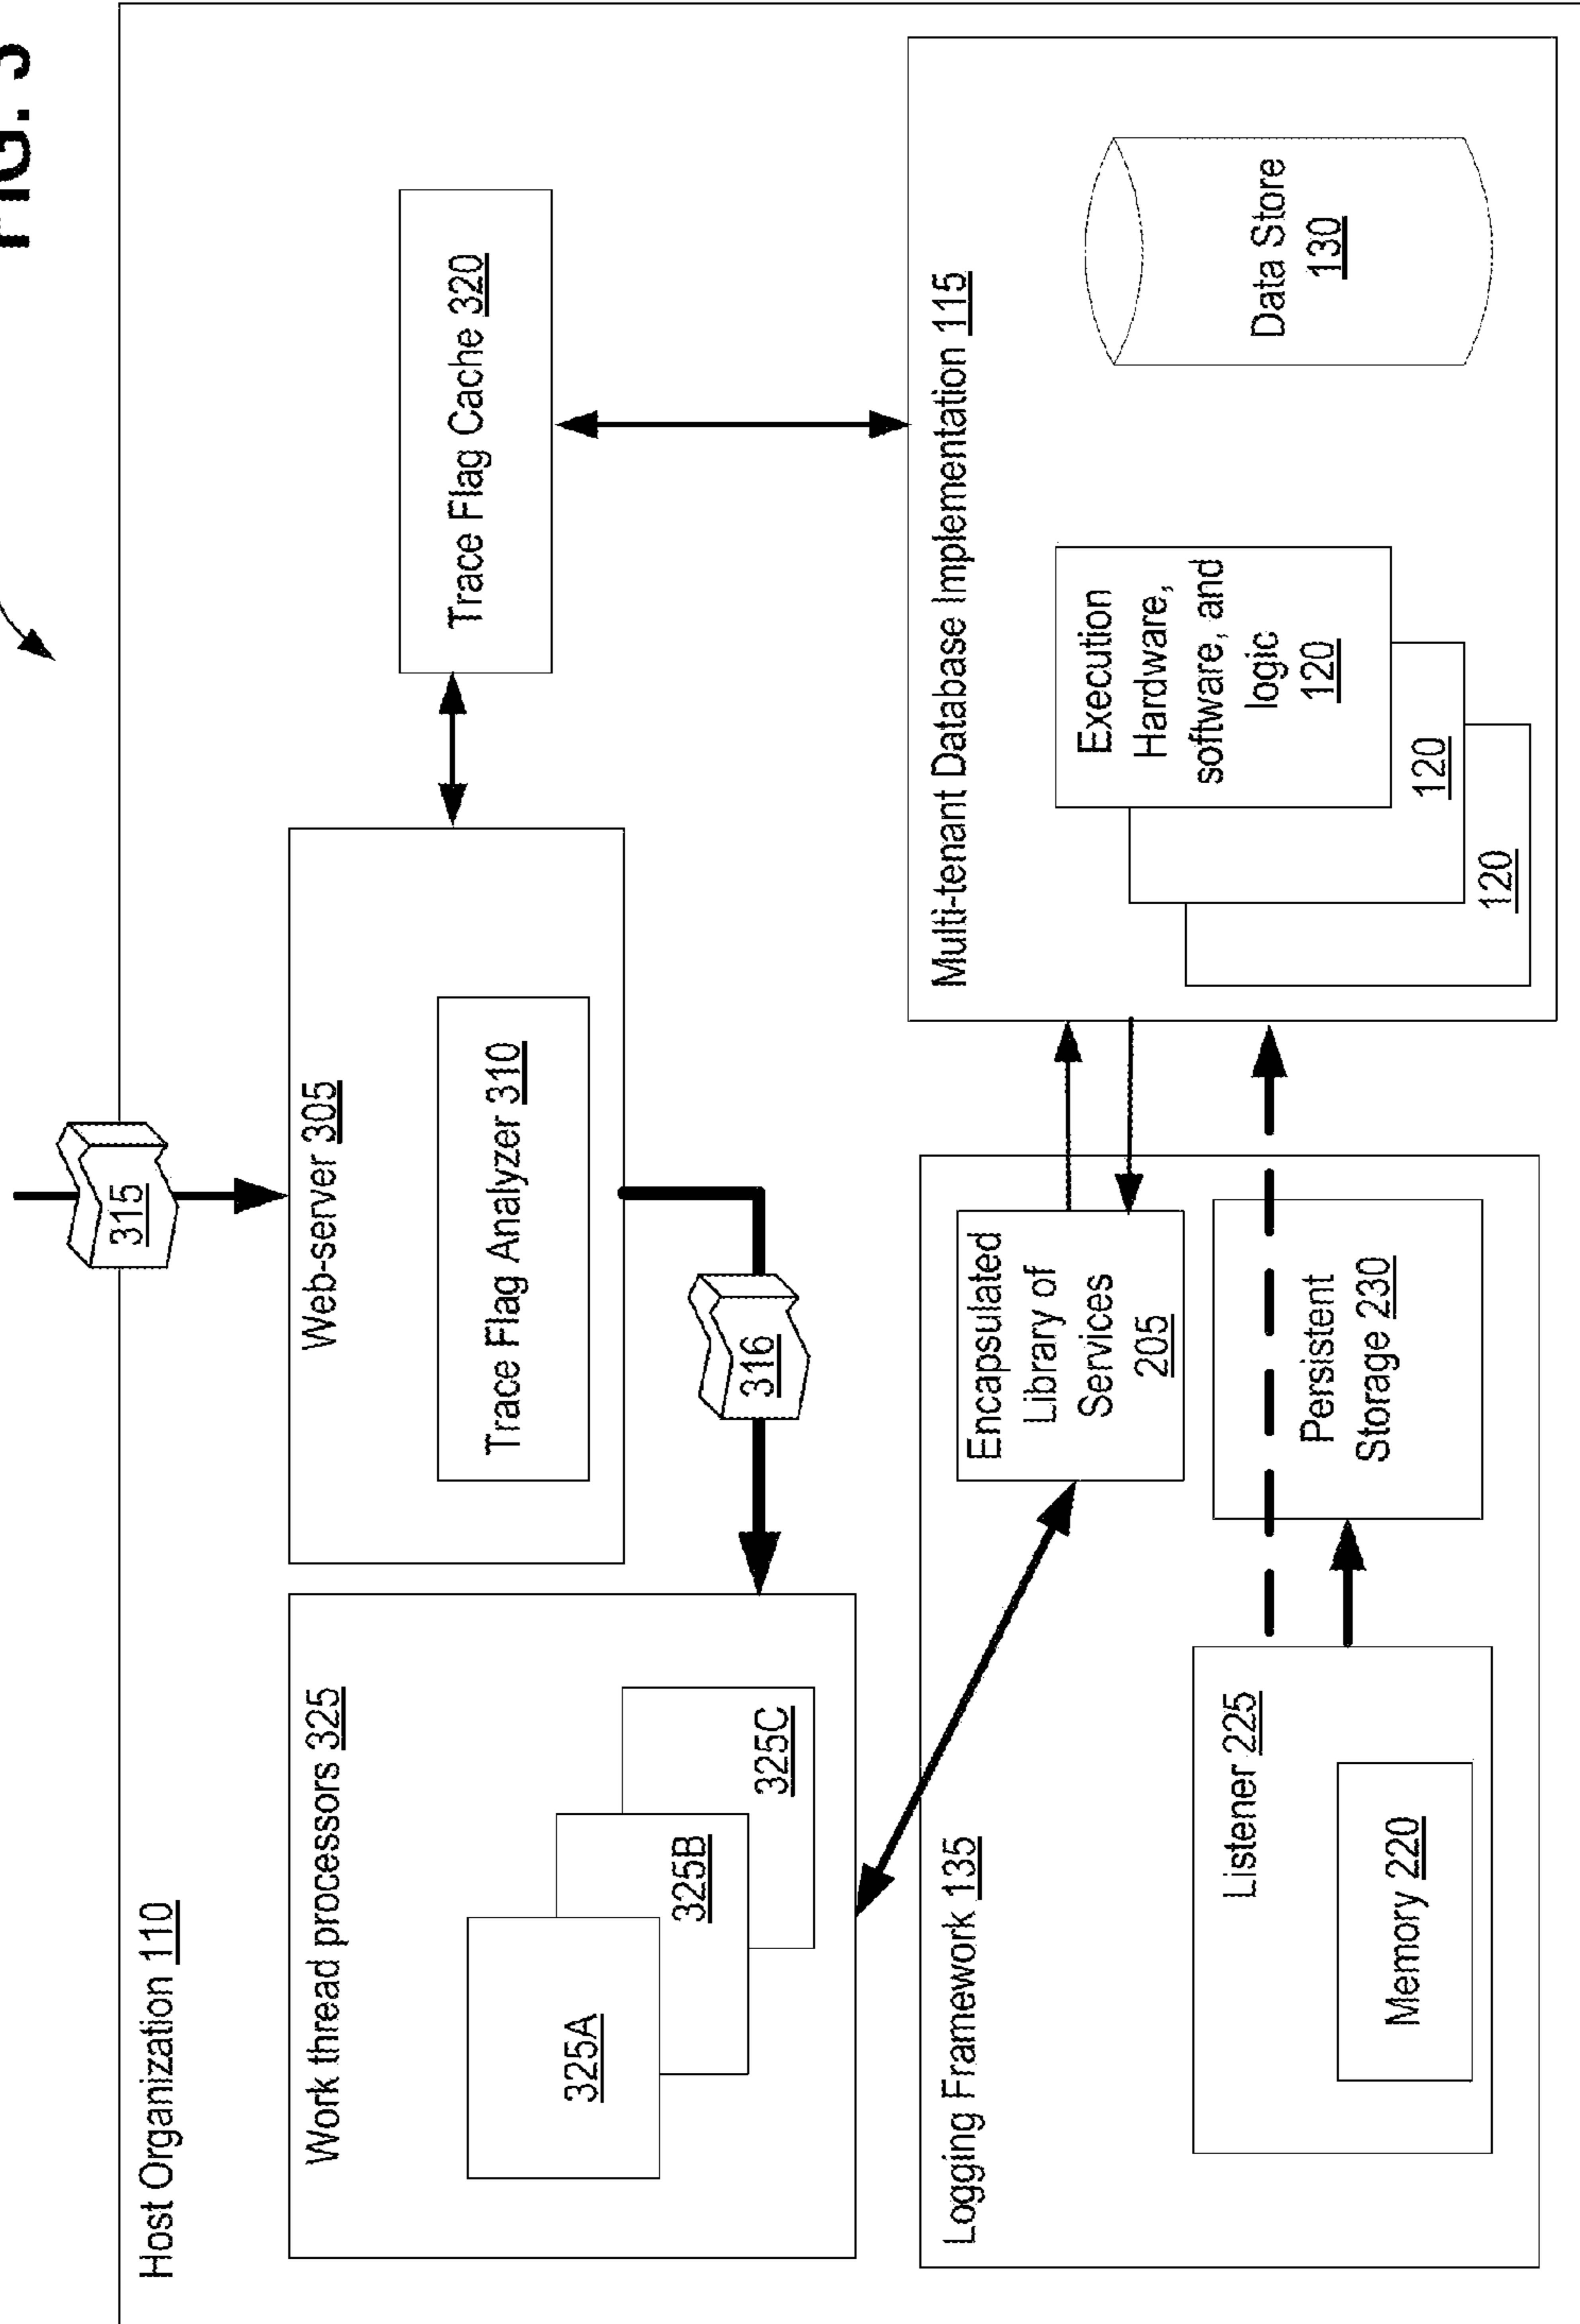 FIG. 3
Host Organization 110
315
Work thread processors 325
325A
325B
325C
Web-server 305
Trace Flag Analyzer 310
316
Trace Flag Cache 320
Logging Framework 135
Listener 225
Memory 220
Encapsulated
Library of
Services
205
Persistent
Storage 230
Multi-tenant Database Implementation 115
Execution
Hardware,
software, and
logic
120
120
120
Data Store
130